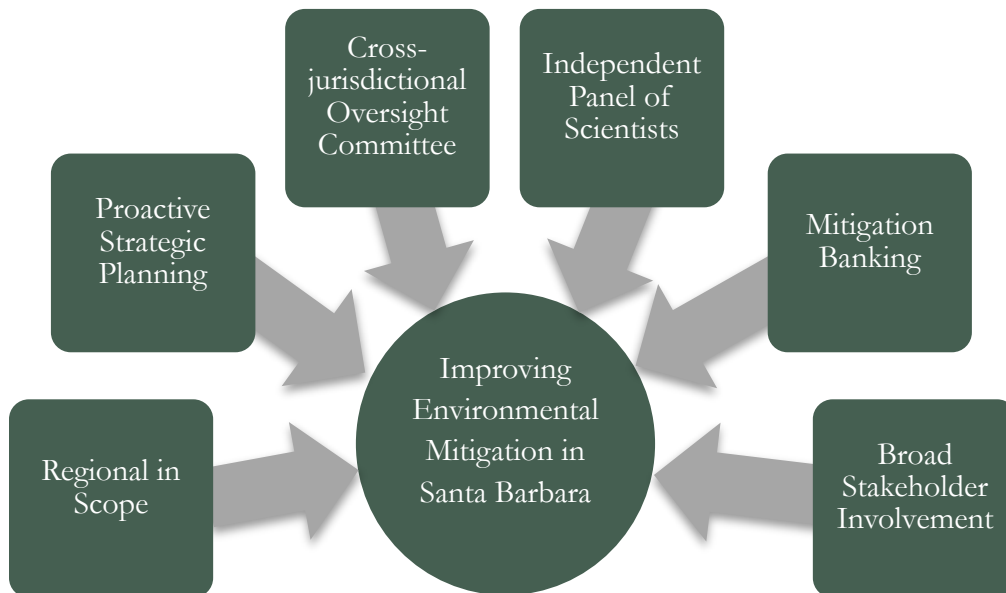 Cross-
jurisdictional
Oversight
Committee
Independent
Panel of
Scientists
Proactive
Strategic
Planning
Mitigation
Banking
Improving
Environmental
Mitigation in
Santa Barbara
Regional in
Scope
Broad
Stakeholder
Involvement